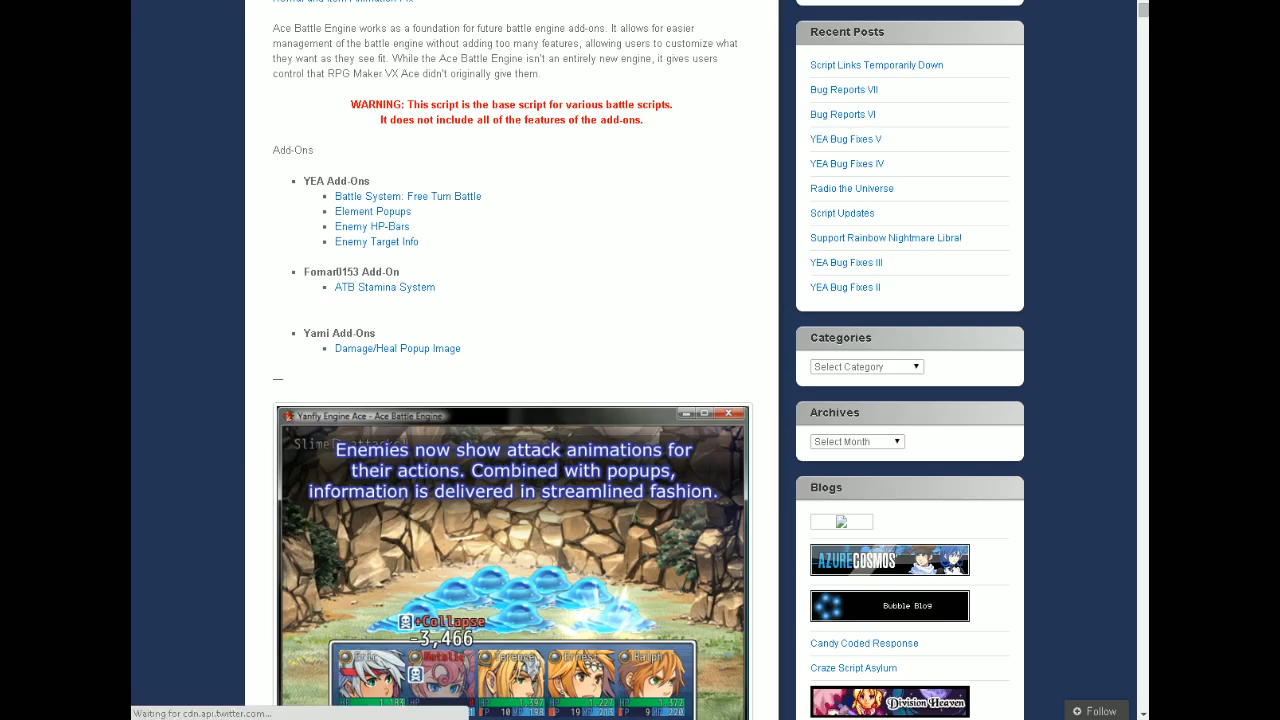 Ace Battle Engine works as a foundation for future battle engine add-ons. It allows for easier
management of the battle engine without adding too many features, allowing users to customize what
they want as they see fit. While the Ace Battle Engine isn't an entirely new engine, it gives users
control that RPG Maker VX Ace didn't originally give them.
WARNING: This script is the base script for various battle scripts.
It does not include all of the features of the add-ons.
Add-Ons
YEA Add-Ons
Battle System: Free Turn Battle
Element Popups
Enemy HP-Bars
Enemy Target Info
Fomar0153 Add-On
ATB Stamina System
Yami Add-Ons
Damage/Heal Popup Image
—
Yanfly Engine Ace - Ace Battle Engine
Enemies now show attack animations for
their actions. Combined with popups,
information is delivered in streamlined fashion.
+Collapse
-3,466
Eric
Natalie
Terence
Ernest
Ralph
Waiting for cdn.api.twitter.com...
Recent Posts
Script Links Temporarily Down
Bug Reports VII
Bug Reports VI
YEA Bug Fixes V
YEA Bug Fixes IV
Radio the Universe
Script Updates
Support Rainbow Nightmare Libra!
YEA Bug Fixes III
YEA Bug Fixes II
Categories
Select Category
Archives
Select Month
Blogs
AZURECOSMOS
Bubble Blog
Candy Coded Response
Craze Script Asylum
Division Heaven
Follow